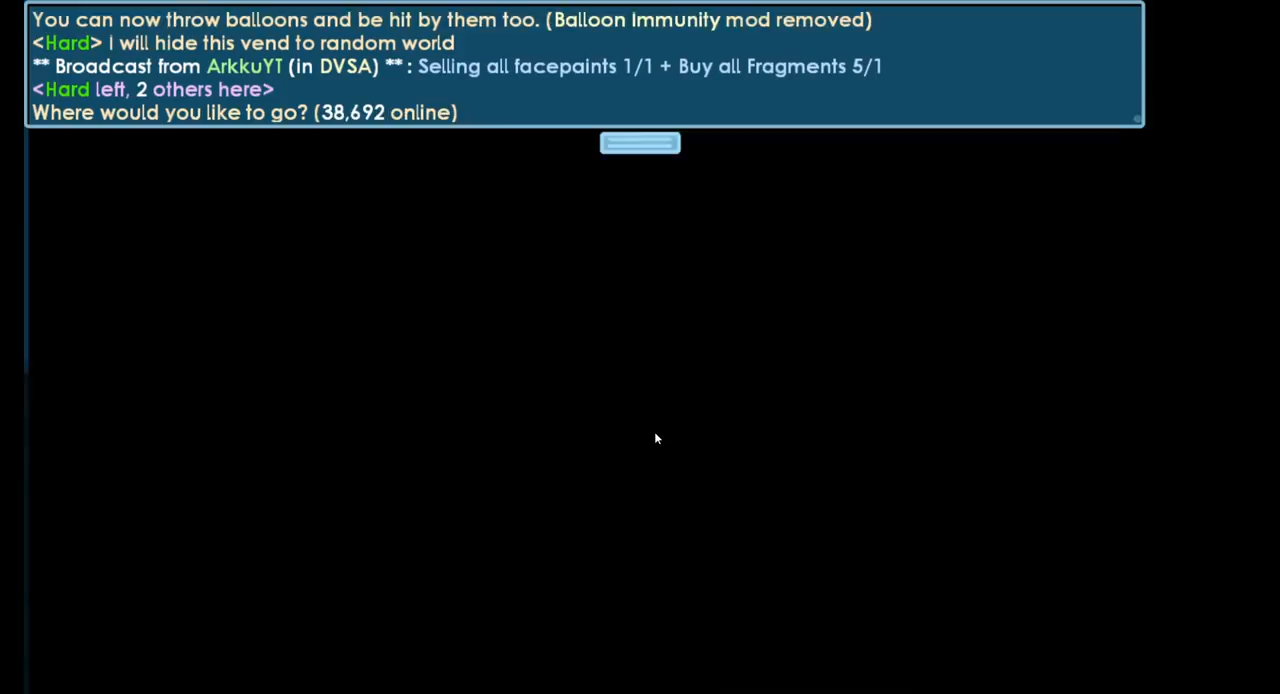 You can now throw balloons and be hit by them too. (Balloon Immunity mod removed)
<Hard> I will hide this vend to random world
** Broadcast from ArkkuYT (in DVSA) ** : Selling all facepaints 1/1 + Buy all Fragments 5/1
<Hard left, 2 others here>
Where would you like to go? (38,692 online)